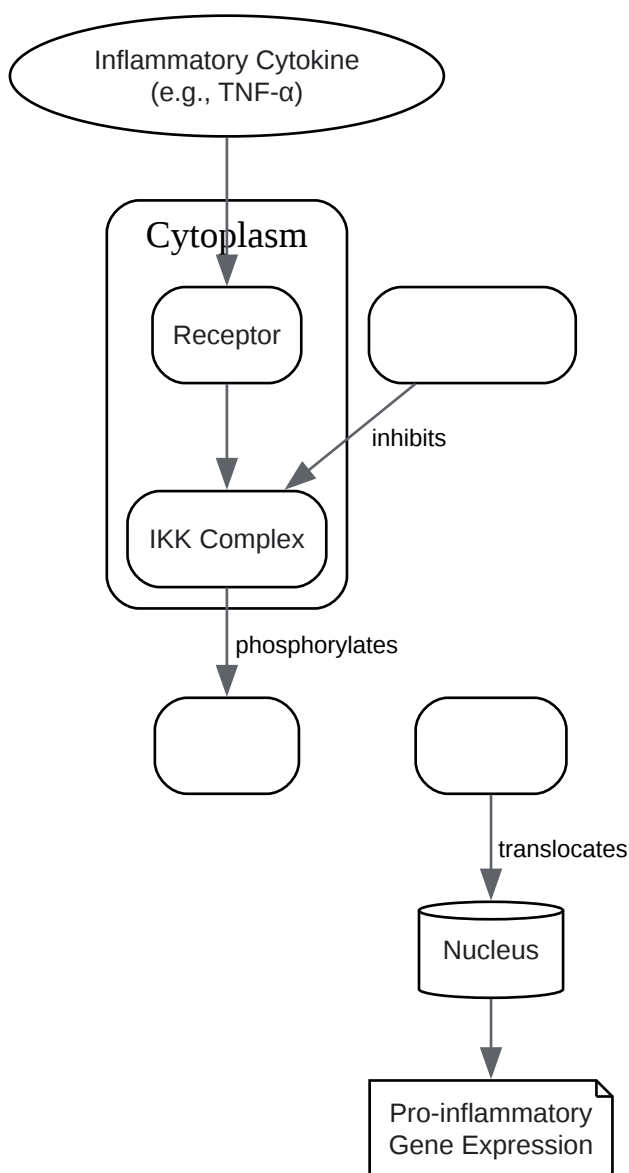 Inflammatory Cytokine
(e.g., TNF-α)
Cytoplasm
Receptor
inhibits
IKK Complex
phosphorylates
translocates
Nucleus
Pro-inflammatory
Gene Expression